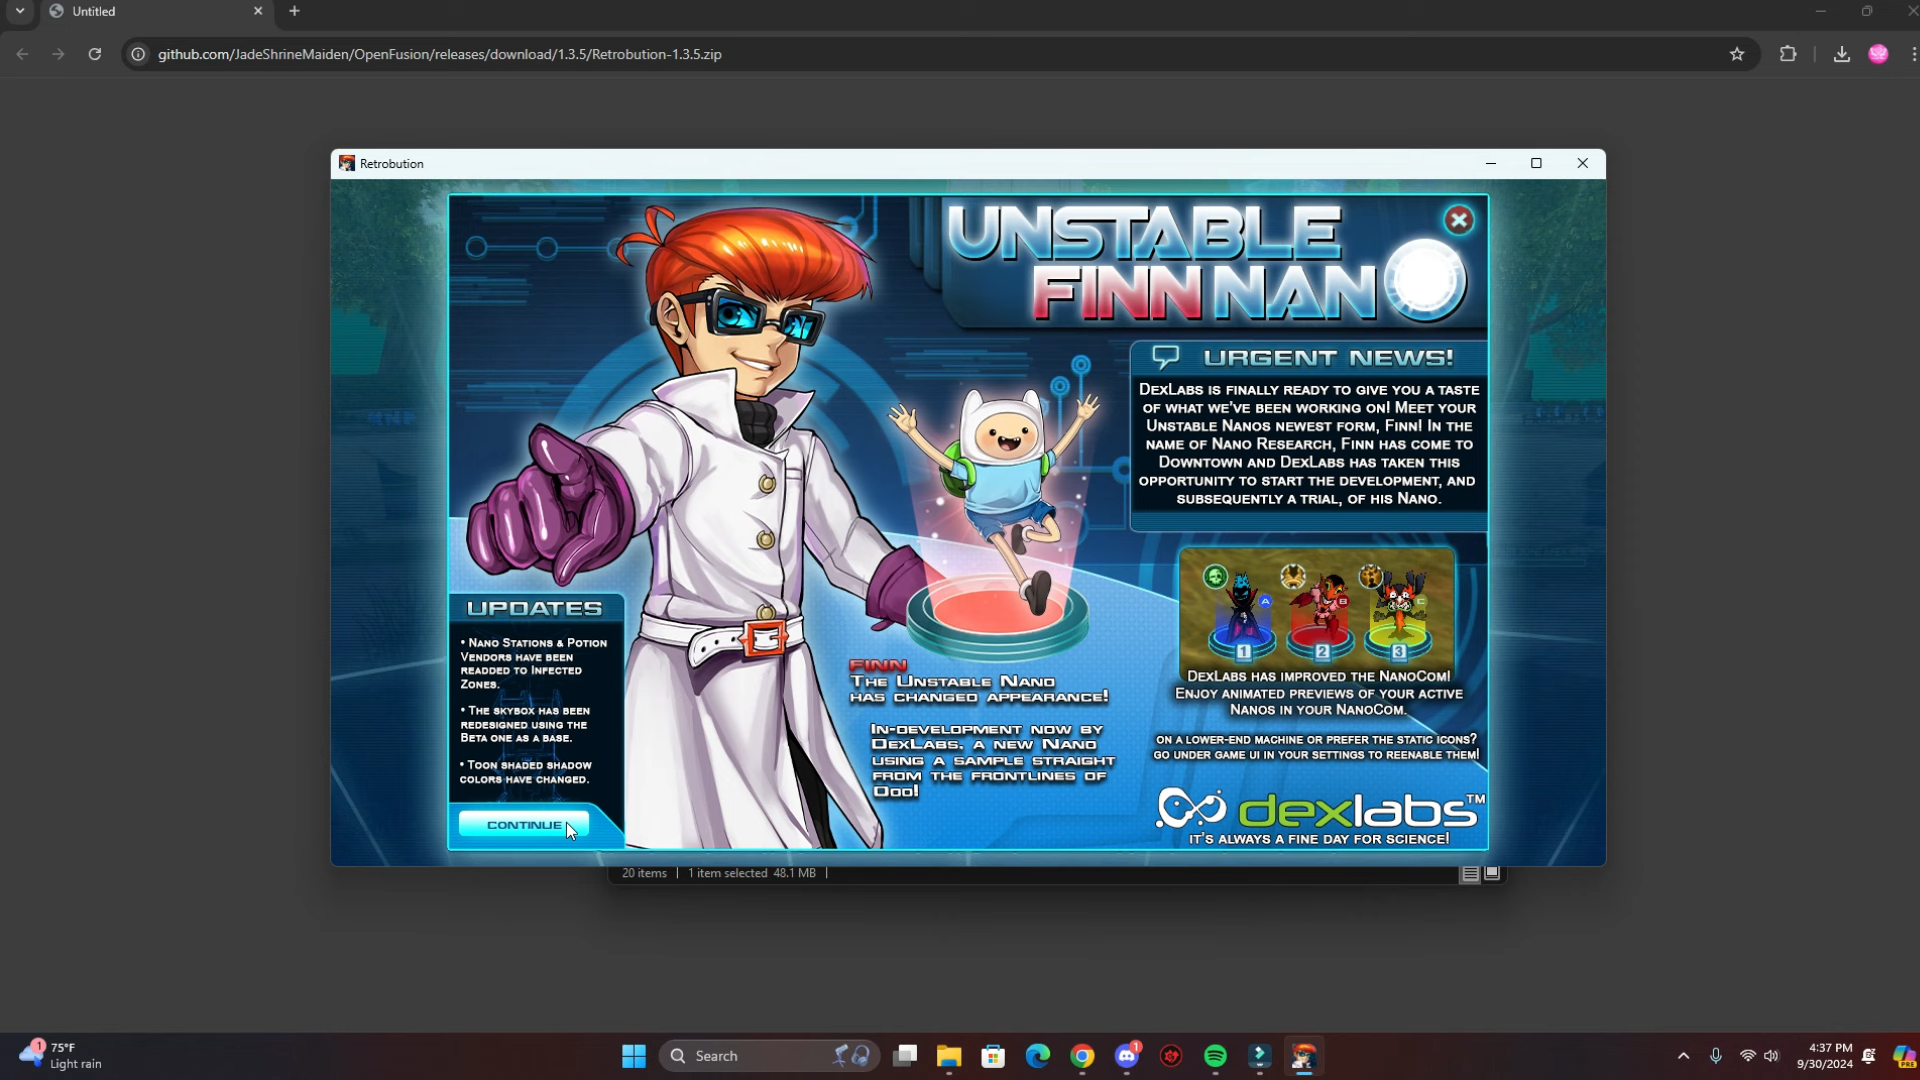 Untitled
github.com/JadeShrineMaiden/OpenFusion/releases/download/1.3.5/Retrobution-1.3.5.zip
Retrobution
UNSTABLE
FINN NANO
URGENT NEWS!
DEXLABS IS FINALLY READY TO GIVE YOU A TASTE
OF WHAT WE'VE BEEN WORKING ON! MEET YOUR
UNSTABLE NANOS NEWEST FORM, FINN! IN THE
NAME OF NANO RESEARCH, FINN HAS COME TO
DOWNTOWN AND DEXLABS HAS TAKEN THIS
OPPORTUNITY TO START THE DEVELOPMENT, AND
SUBSEQUENTLY A TRIAL, OF HIS NANO.
UPDATES
• NANO STATIONS & POTION
VENDORS HAVE BEEN
READDED TO INFECTED
ZONES.
• THE SKYBOX HAS BEEN
REDESIGNED USING THE
BETA ONE AS A BASE.
• TOON SHADED SHADOW
COLORS HAVE CHANGED.
CONTINUE
FINN
THE UNSTABLE NANO
HAS CHANGED APPEARANCE!
IN-DEVELOPMENT NOW BY
DEXLABS, A NEW NANO
USING A SAMPLE STRAIGHT
FROM THE FRONTLINES OF
OOO!
A
B
C
1
2
3
DEXLABS HAS IMPROVED THE NANOCOM!
ENJOY ANIMATED PREVIEWS OF YOUR ACTIVE
NANOS IN YOUR NANOCOM.
ON A LOWER-END MACHINE OR PREFER THE STATIC ICONS?
GO UNDER GAME UI IN YOUR SETTINGS TO REENABLE THEM!
dexlabs™
IT'S ALWAYS A FINE DAY FOR SCIENCE!
20 items
1 item selected 48.1 MB
1
75°F
Light rain
Search
1
4:37 PM
9/30/2024
PRE